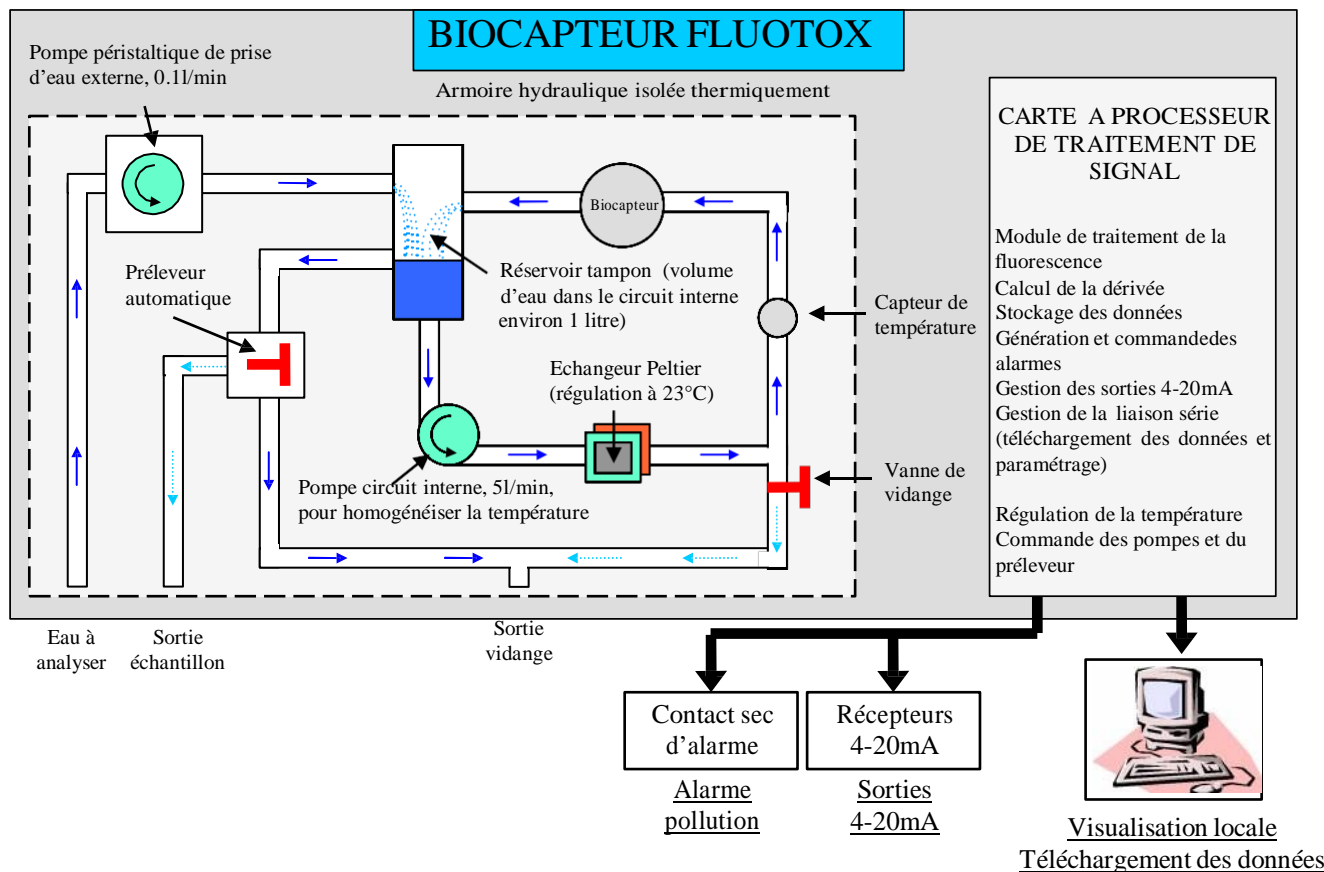 BIOCAPTEUR FLUOTOX
Pompe péristaltique de prise
d'eau externe, 0.1l/min
Armoire hydraulique isolée thermiquement
CARTE A PROCESSEUR
DE TRAITEMENT DE
SIGNAL
Module de traitement de la
fluorescence
Calcul de la dérivée
Stockage des données
Génération et commandedes
alarmes
Gestion des sorties 4-20mA
Gestion de la liaison série
(téléchargement des données et
paramétrage)
Régulation de la température
Commande des pompes et du
préleveur
Biocapteur
Préleveur
automatique
Réservoir tampon (volume
d'eau dans le circuit interne
environ 1 litre)
Capteur de
température
Echangeur Peltier
(régulation à 23°C)
Pompe circuit interne, 5l/min,
pour homogénéiser la température
Vanne de
vidange
Eau à
analyser
Sortie
échantillon
Sortie
vidange
Contact sec
d'alarme
Récepteurs
4-20mA
Alarme
pollution
Sorties
4-20mA
Visualisation locale
Téléchargement des données